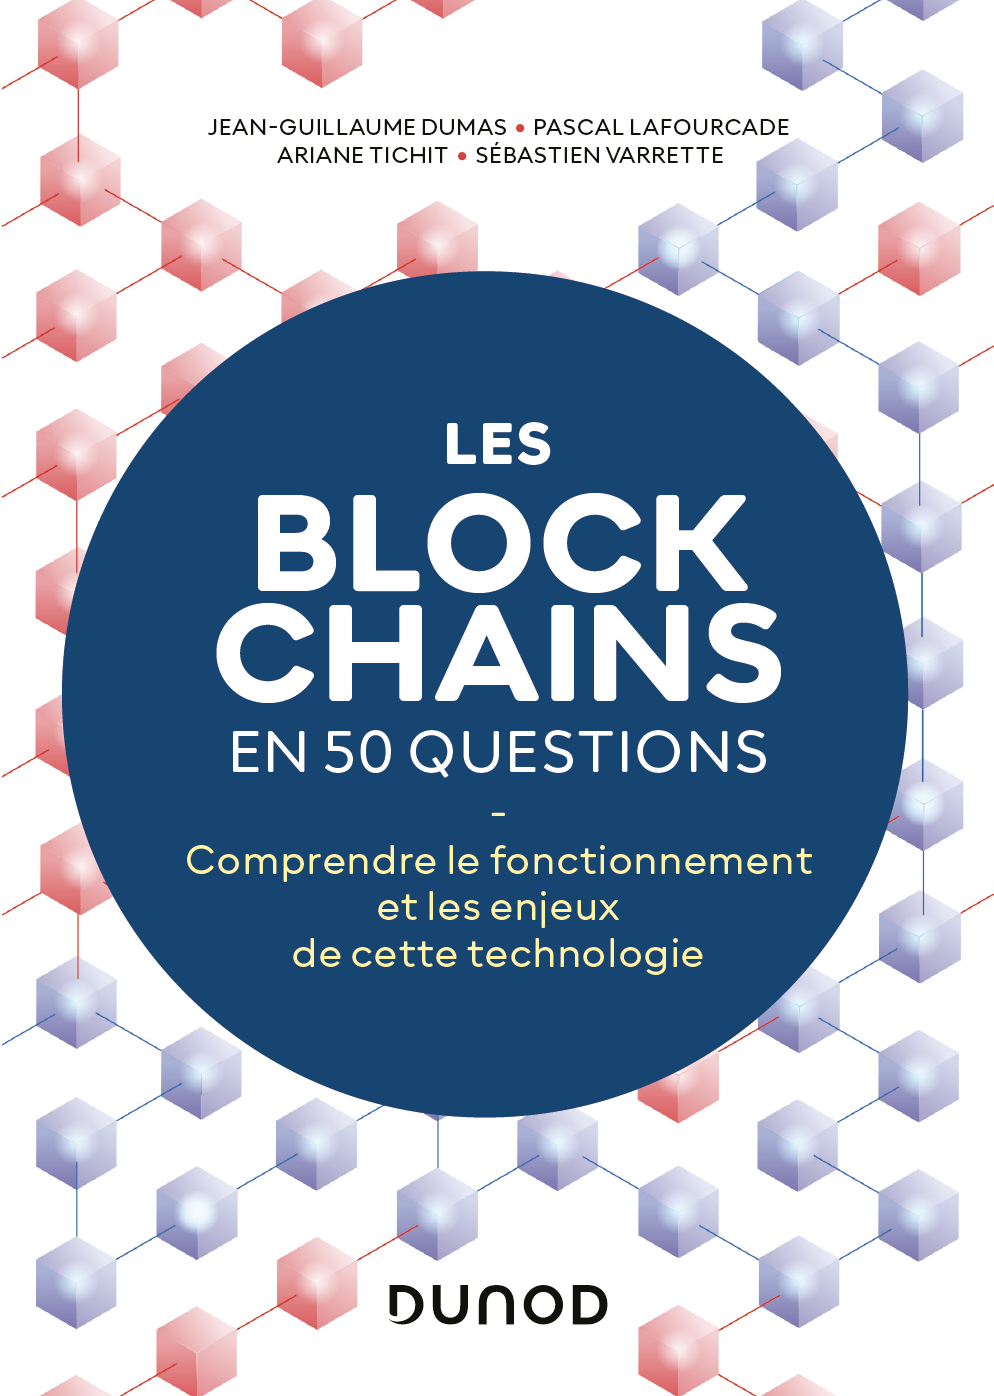 JEAN-GUILLAUME DUMAS • PASCAL LAFOURCADE
ARIANE TICHIT • SÉBASTIEN VARRETTE
LES
BLOCK
CHAINS
EN 50 QUESTIONS
-
Comprendre le fonctionnement
et les enjeux
de cette technologie
DUNOD